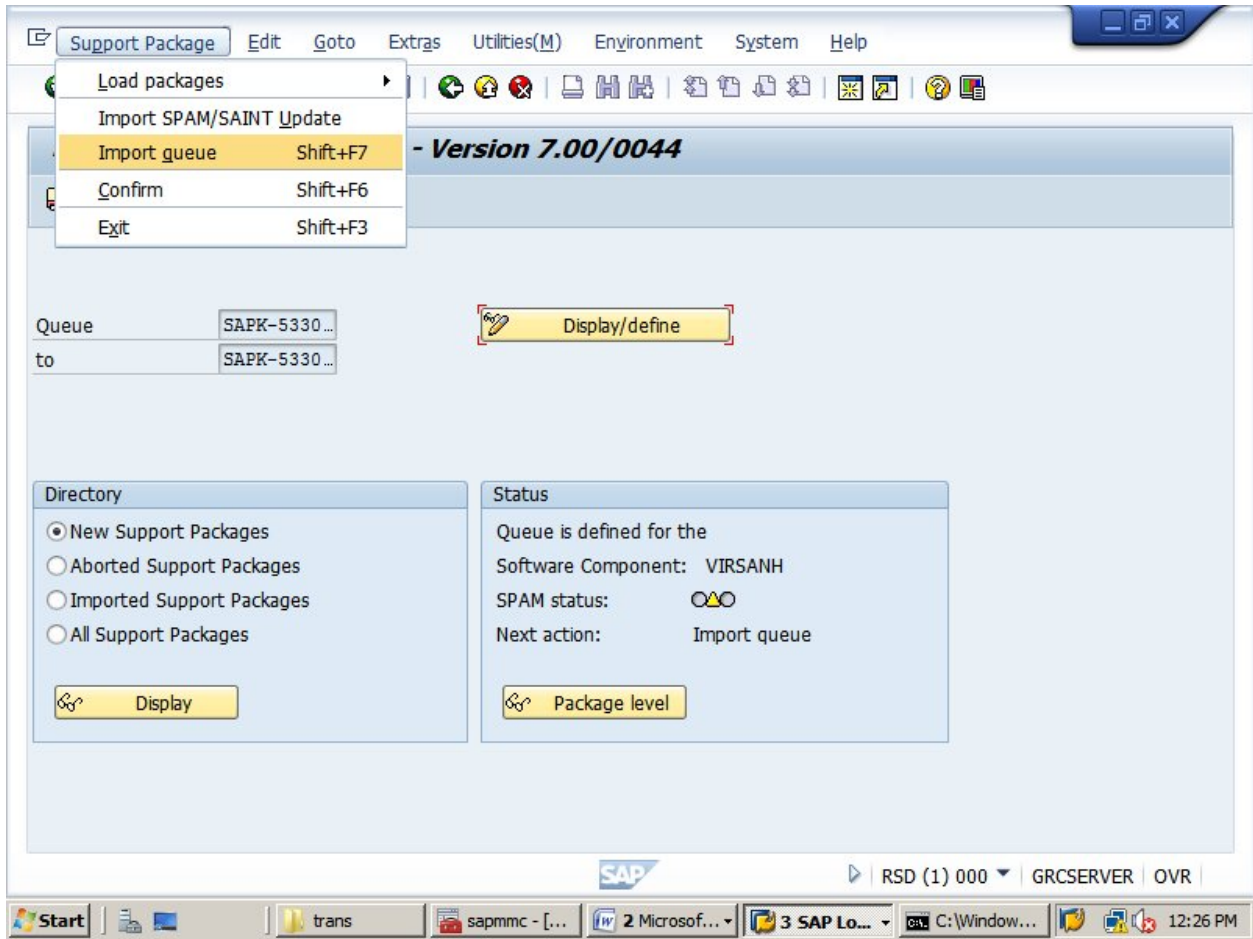 Support Package Edit Goto Extras Utilities(M) Environment System Help
Load packages
Import SPAM/SAINT Update
Import queue Shift+F7
- Version 7.00/0044
Confirm Shift+F6
Exit Shift+F3
Queue SAPK-5330… Display/define
to SAPK-5330…
Directory
New Support Packages
Aborted Support Packages
Imported Support Packages
All Support Packages
Display
Status
Queue is defined for the
Software Component: VIRSANH
SPAM status:
Next action: Import queue
Package level
SAP RSD (1) 000 GRCSERVER OVR
Start trans sapmmc - [... 2 Microsof... 3 SAP Lo... C:\Window... 12:26 PM